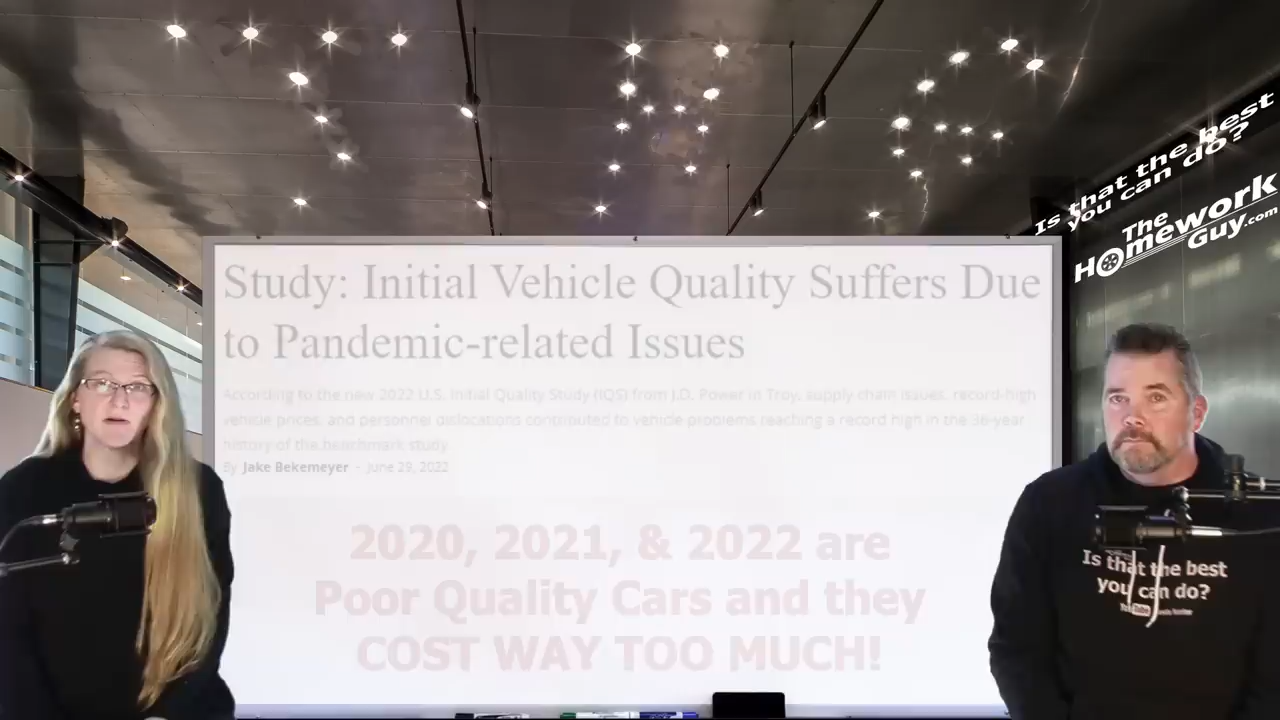 Is that the best
you can do?
The
Homework
Guy.com
Study: Initial Vehicle Quality Suffers Due
to Pandemic-related Issues
According to the new 2022 U.S. Initial Quality Study (IQS) from J.D. Power in Troy, supply chain issues, record-high
vehicle prices, and personnel dislocations contributed to vehicle problems reaching a record high in the 36-year
history of the benchmark study
By Jake Bekemeyer - June 29, 2022
2020, 2021, & 2022 are
Poor Quality Cars and they
COST WAY TOO MUCH!
Is that the best
you can do?